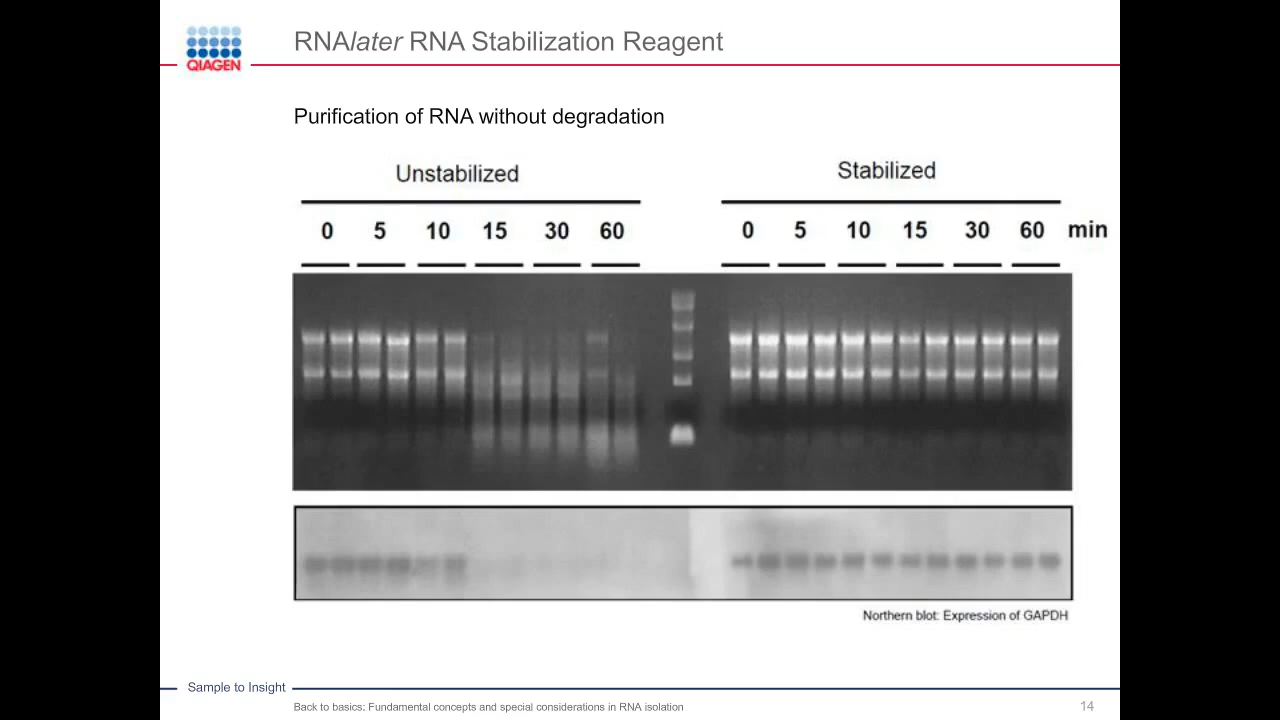 QIAGEN
RNAlater RNA Stabilization Reagent
Purification of RNA without degradation
Unstabilized
Stabilized
0 5 10 15 30 60
0 5 10 15 30 60 min
Northern blot: Expression of GAPDH
Sample to Insight
Back to basics: Fundamental concepts and special considerations in RNA isolation
14